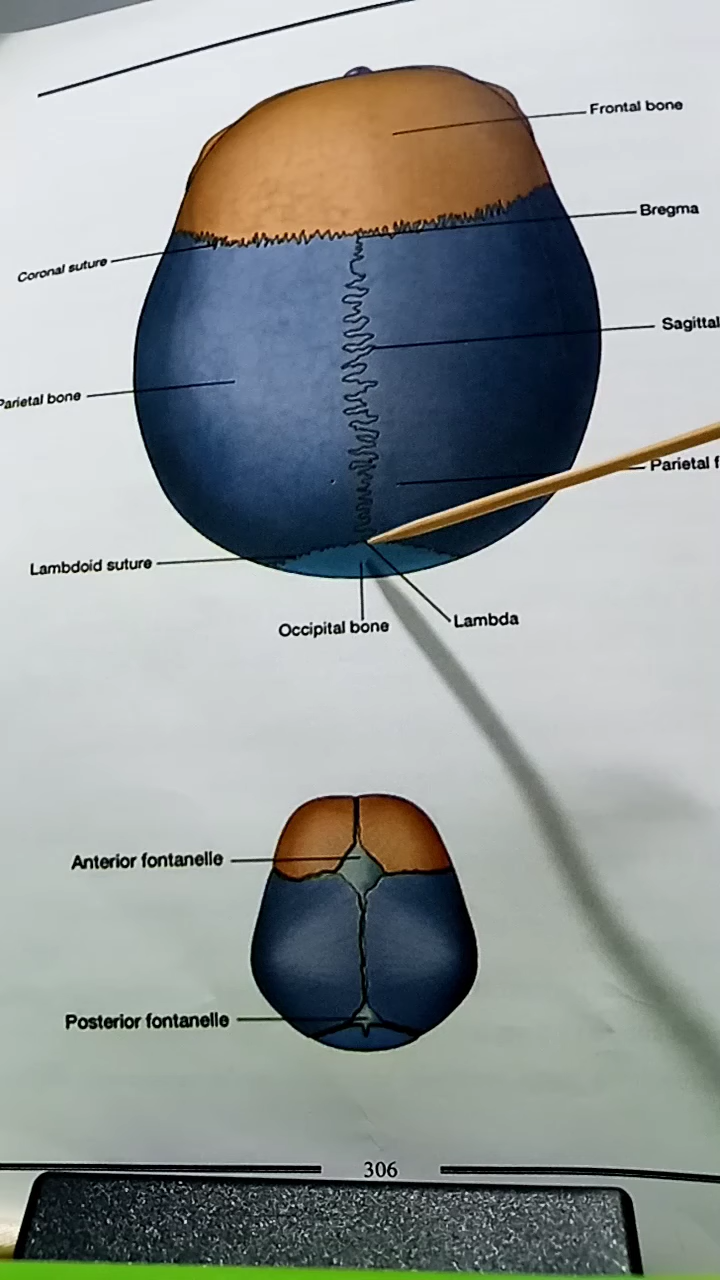 Frontal bone
Bregma
Coronal suture
Sagittal
Parietal bone
Parietal f
Lambdoid suture
Occipital bone
Lambda
Anterior fontanelle
Posterior fontanelle
306